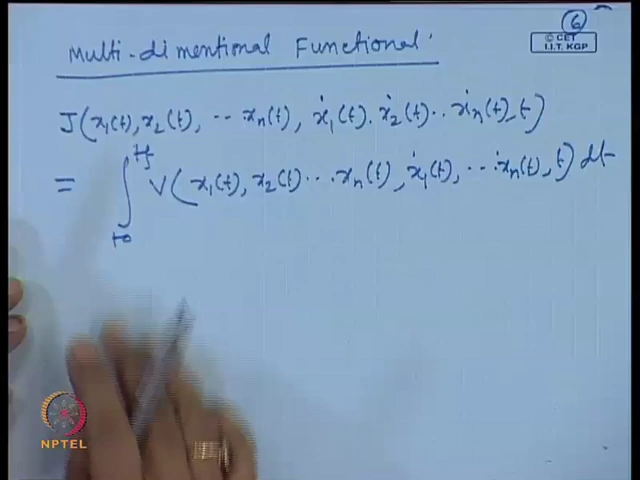 6
© CET
I.I.T. KGP
Multi-dimentional Functional
J(x₁(t), x₂(t), ·· xₙ(t), ẋ₁(t). ẋ₂(t)·· ẋₙ(t), t)
= ∫ₜ₀ᵗᶠ V(x₁(t), x₂(t)··· xₙ(t), ẋ₁(t), ··· ẋₙ(t), t) dt
NPTEL